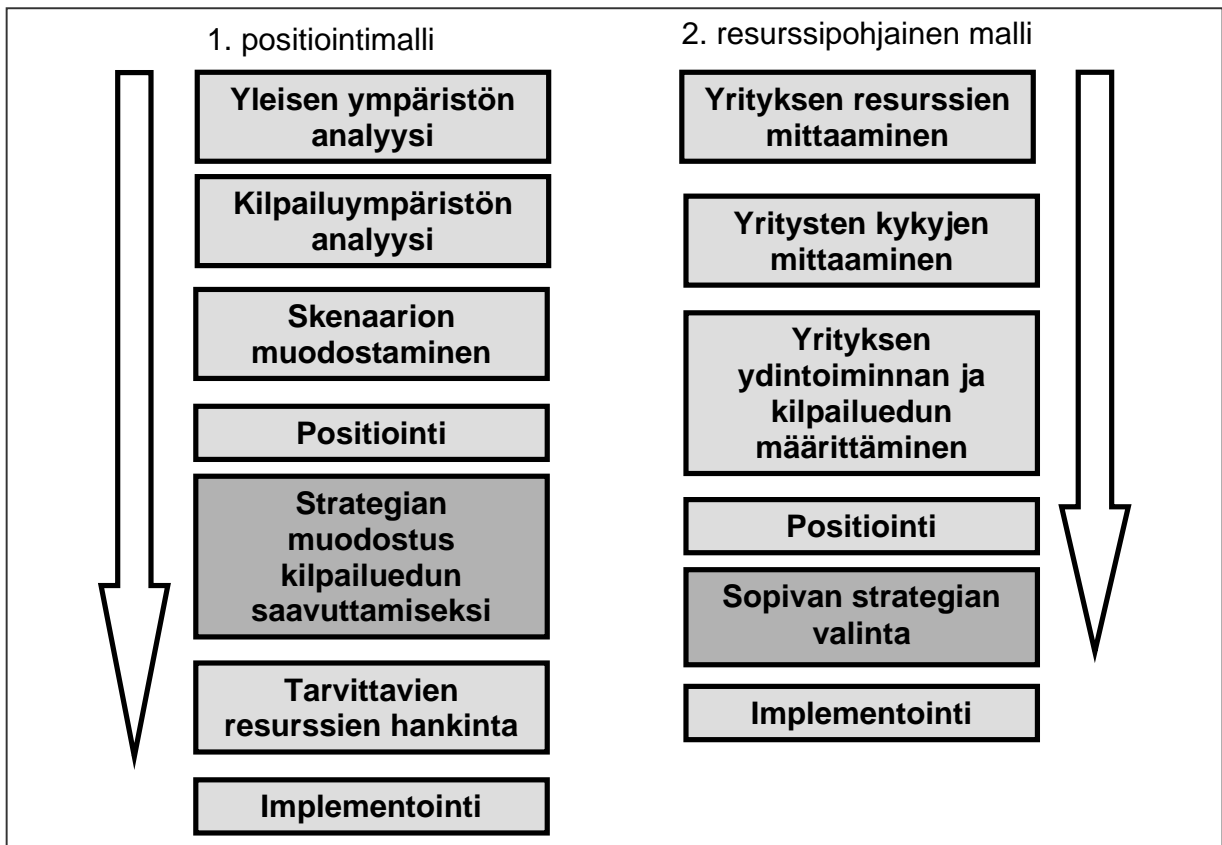 1. positiointimalli
Yleisen ympäristön
analyysi
Kilpailuympäristön
analyysi
Skenaarion
muodostaminen
Positiointi
Strategian
muodostus
kilpailuedun
saavuttamiseksi
Tarvittavien
resurssien hankinta
Implementointi
2. resurssipohjainen malli
Yrityksen resurssien
mittaaminen
Yritysten kykyjen
mittaaminen
Yrityksen
ydintoiminnan ja
kilpailuedun
määrittäminen
Positiointi
Sopivan strategian
valinta
Implementointi